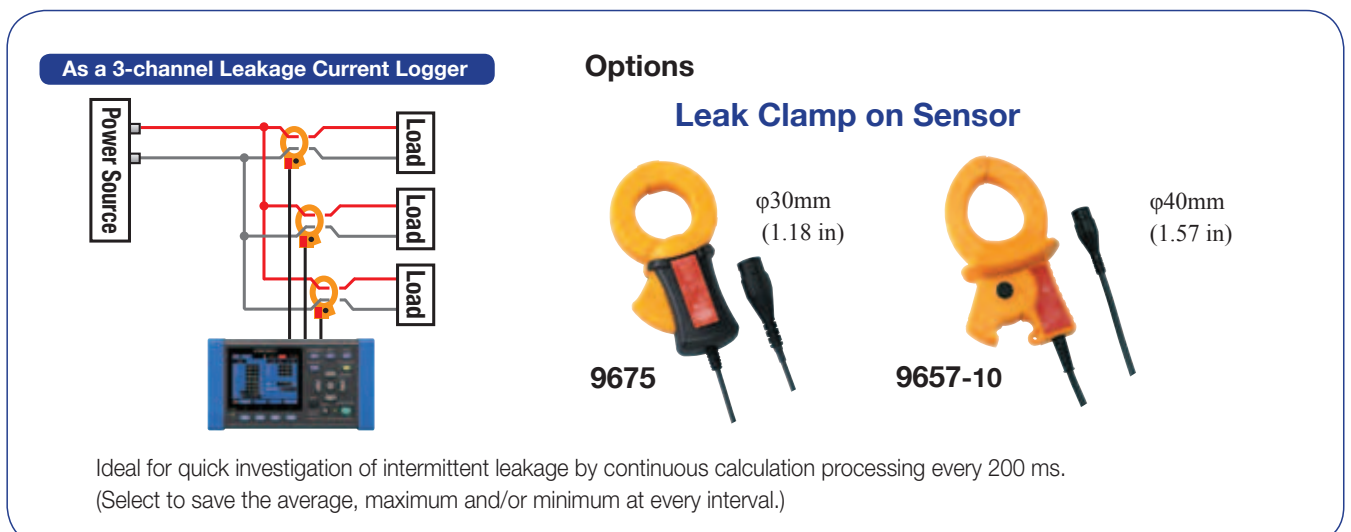 As a 3-channel Leakage Current Logger
Power Source
Load
Load
Load
Options
Leak Clamp on Sensor
φ30mm
(1.18 in)
9675
φ40mm
(1.57 in)
9657-10
Ideal for quick investigation of intermittent leakage by continuous calculation processing every 200 ms.
(Select to save the average, maximum and/or minimum at every interval.)